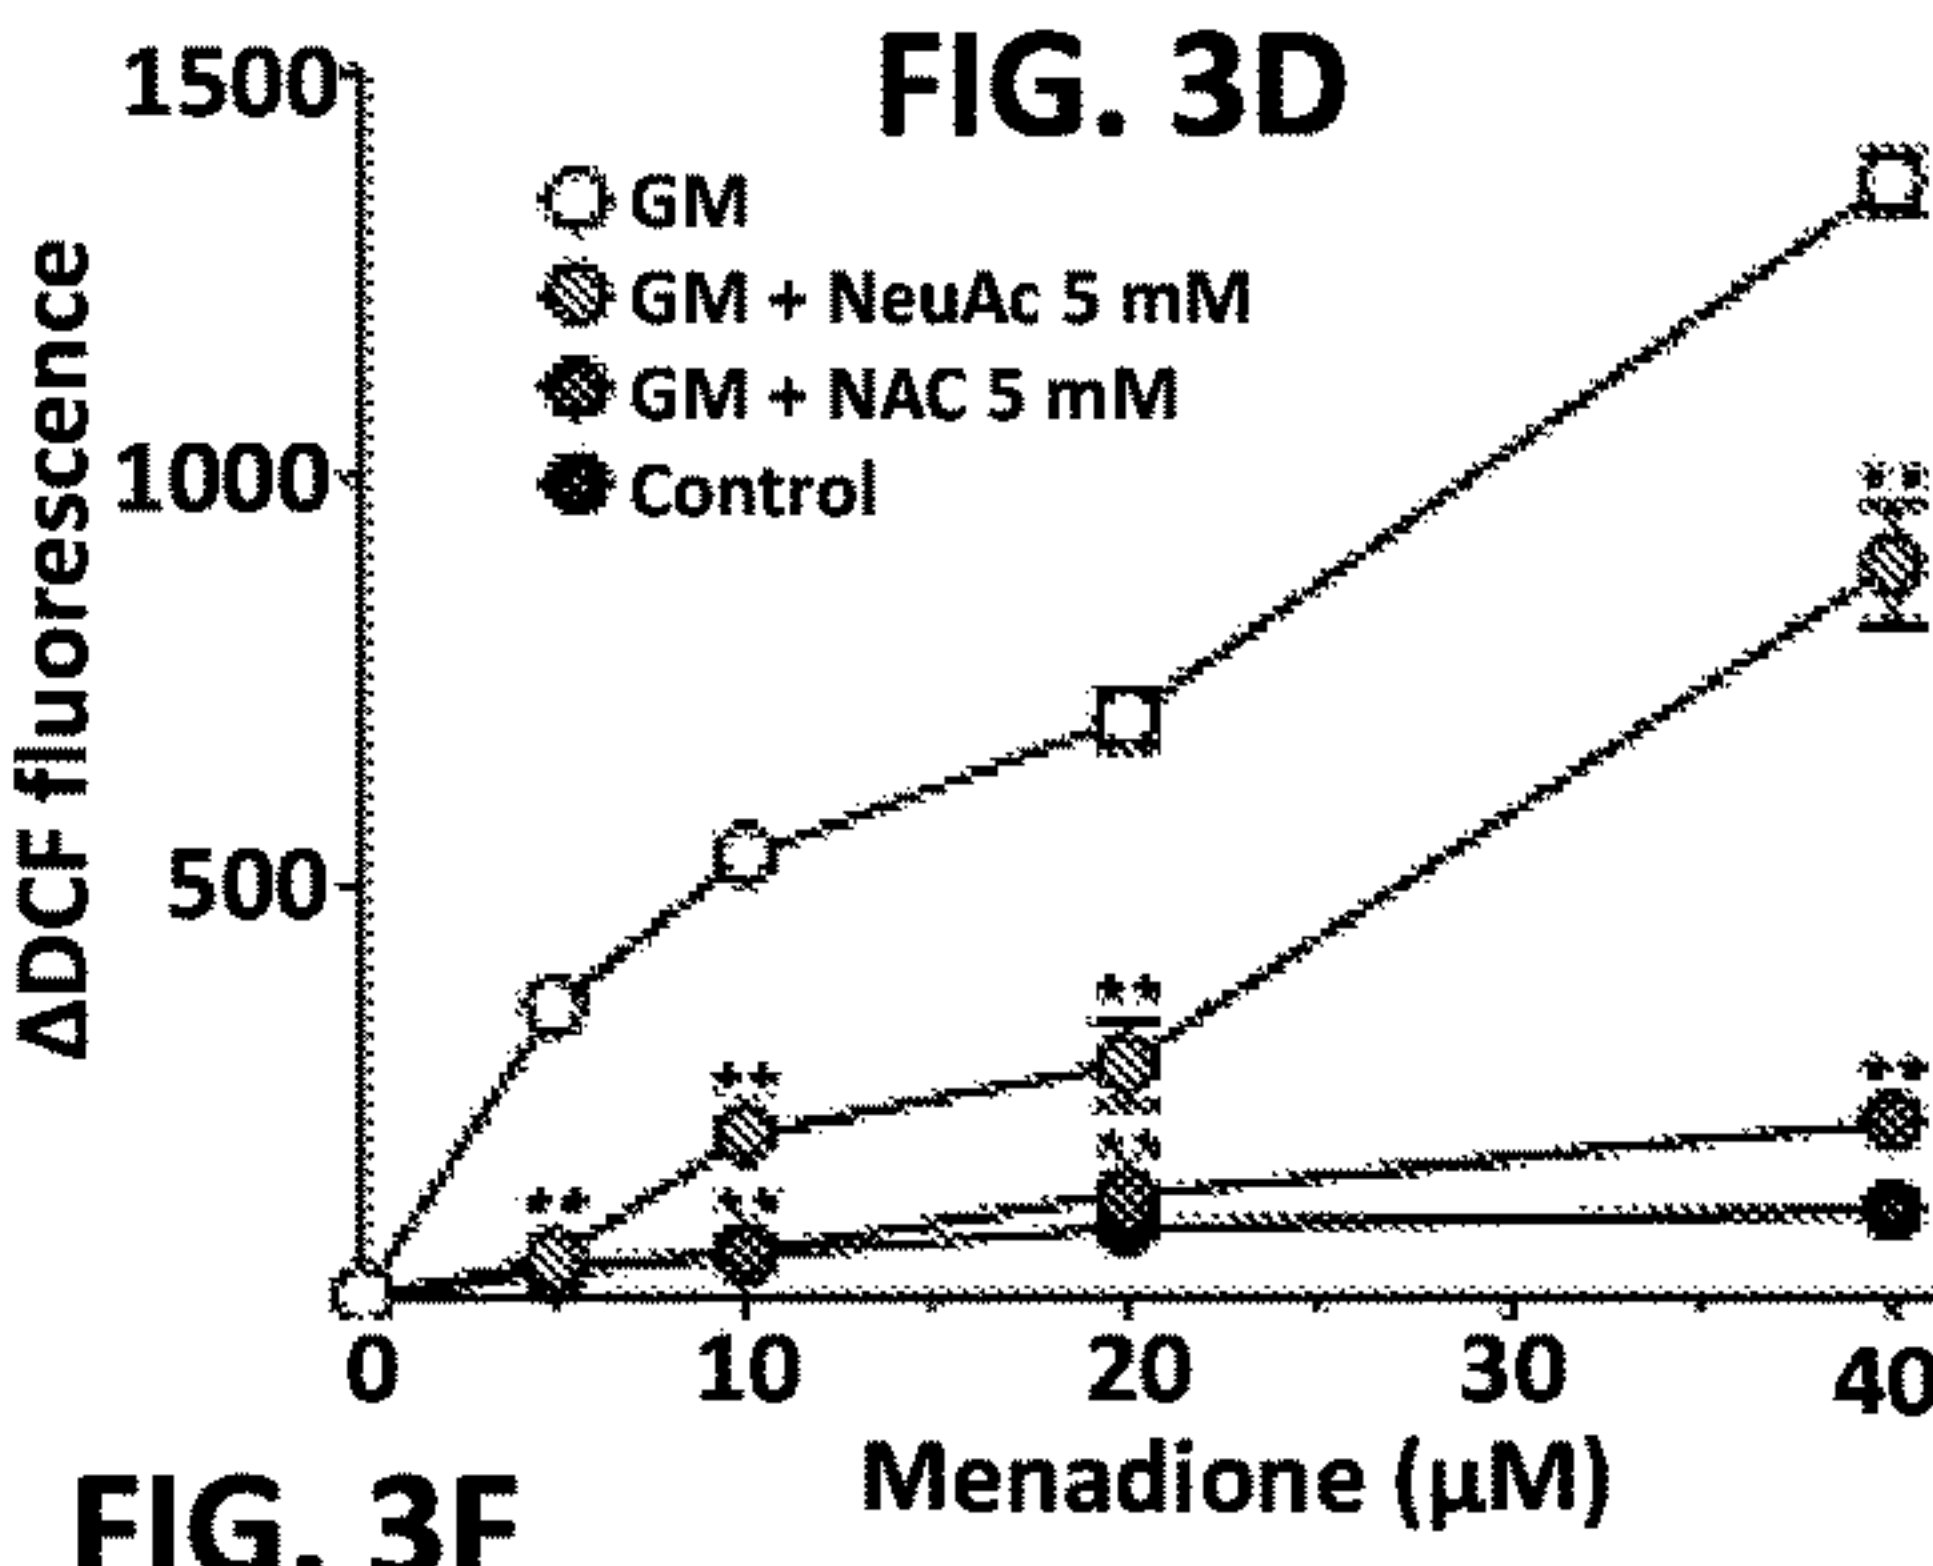 FIG. 3D
1500
1000
500
ΔDCF fluorescence
GM
GM + NeuAc 5 mM
GM + NAC 5 mM
Control
**
**
**
**
**
**
**
0 10 20 30 40
Menadione (μM)
FIG. 3F